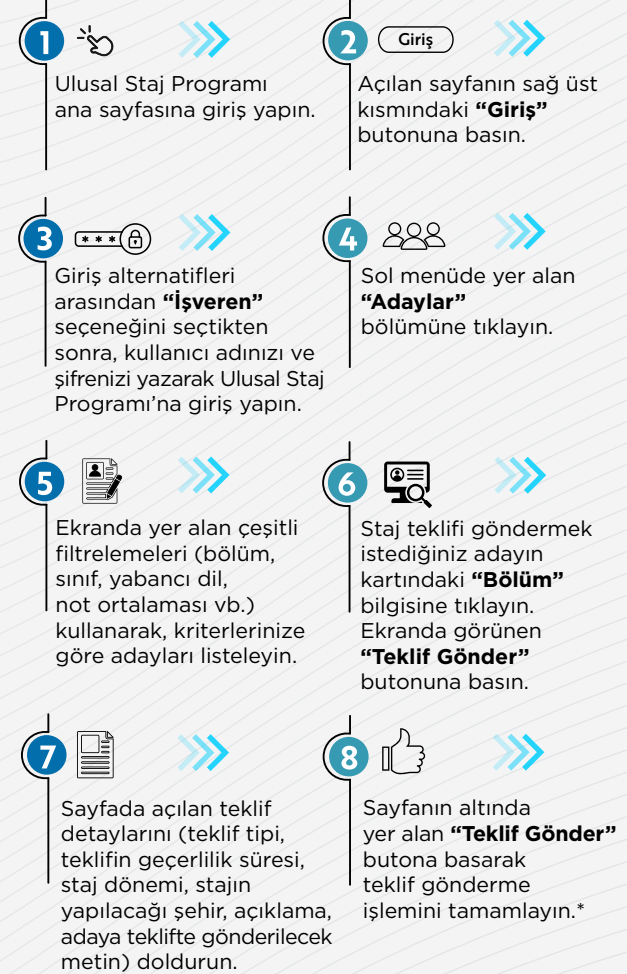 1
Ulusal Staj Programı
ana sayfasına giriş yapın.
2
Giriş
Açılan sayfanın sağ üst
kısmındaki “Giriş”
butonuna basın.
3
***
Giriş alternatifleri
arasından “İşveren”
seçeneğini seçtikten
sonra, kullanıcı adınızı ve
şifrenizi yazarak Ulusal Staj
Programı’na giriş yapın.
4
Sol menüde yer alan
“Adaylar”
bölümüne tıklayın.
5
Ekranda yer alan çeşitli
filtrelemeleri (bölüm,
sınıf, yabancı dil,
not ortalaması vb.)
kullanarak, kriterlerinize
göre adayları listeleyin.
6
Staj teklifi göndermek
istediğiniz adayın
kartındaki “Bölüm”
bilgisine tıklayın.
Ekranda görünen
“Teklif Gönder”
butonuna basın.
7
Sayfada açılan teklif
detaylarını (teklif tipi,
teklifin geçerlilik süresi,
staj dönemi, stajın
yapılacağı şehir, açıklama,
adaya teklifte gönderilecek
metin) doldurun.
8
Sayfanın altında
yer alan “Teklif Gönder”
butona basarak
teklif gönderme
işlemini tamamlayın.*